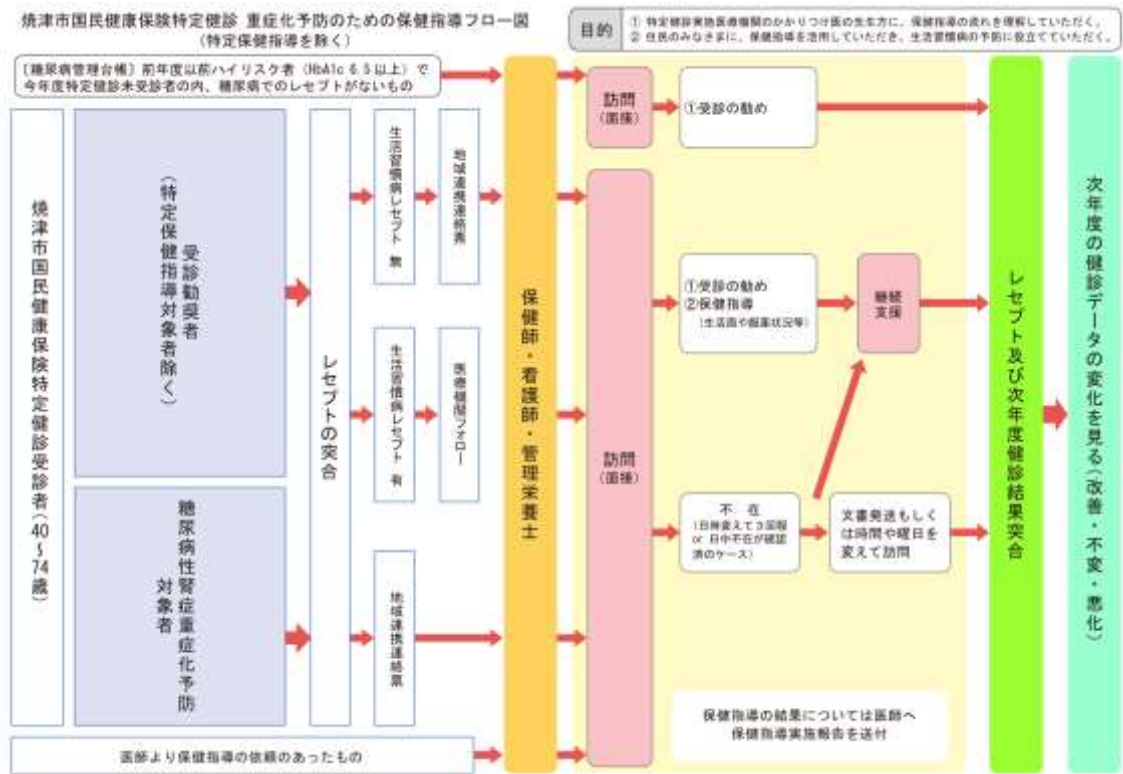 焼津市国民健康保険特定健診 重症化予防のための保健指導フロー図
(特定保健指導を除く)
目的
① 特定健診実施医療機関のかかりつけ医の先生方に、保健指導の流れを理解していただく。
② 住民のみなさまに、保健指導を活用していただき、生活習慣病の予防に役立てていただく。
〔糖尿病管理台帳〕前年度以前ハイリスク者 (HbA1c 6.5以上) で
今年度特定健診未受診者の内、糖尿病でのレセプトがないもの
焼津市国民健康保険特定健診受診者(40~74歳)
受診勧奨者
(特定保健指導対象者除く)
糖尿病性腎症重症化予防
対象者
レセプトの突合
生活習慣病レセプト 無
地域連携連絡票
生活習慣病レセプト 有
医療機関フォロー
地域連携連絡票
医師より保健指導の依頼のあったもの
保健師・看護師・管理栄養士
訪問
(面接)
①受診の勧め
訪問
(面接)
①受診の勧め
②保健指導
(生活面や服薬状況等)
継続
支援
不 在
(日時変えて3回程
or 日中不在が確認
済のケース)
文書発送もしく
は時間や曜日を
変えて訪問
保健指導の結果については医師へ
保健指導実施報告を送付
レセプト及び次年度健診結果突合
次年度の健診データの変化を見る(改善・不変・悪化)